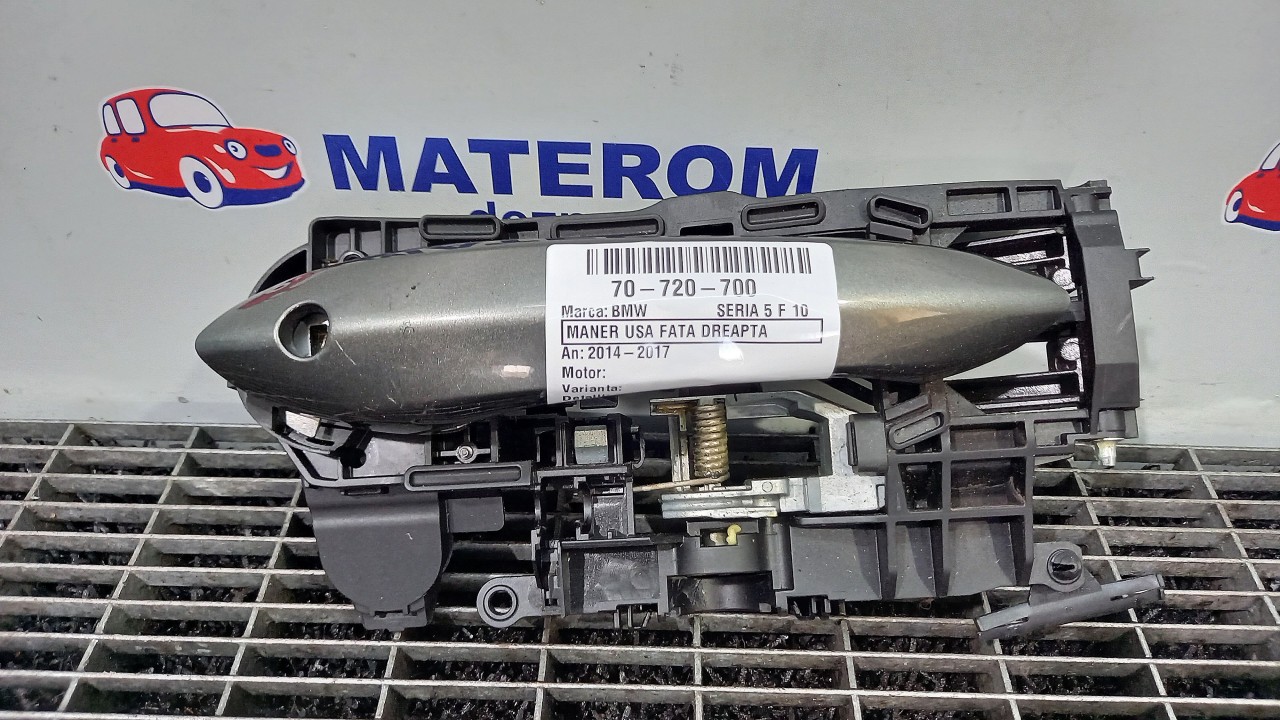 MATEROM
70-720-700
Marca: BMW SERIA 5 F 10
MANER USA FATA DREAPTA
An: 2014-2017
Motor:
Varianta: